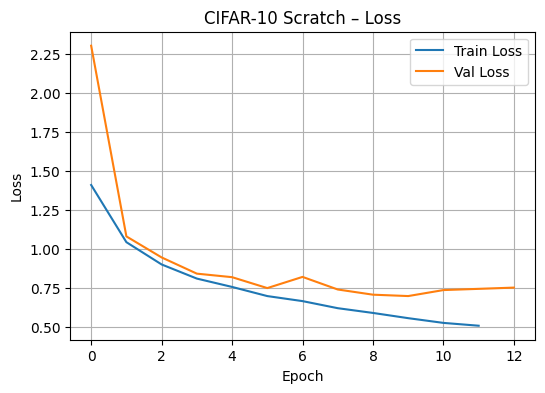 CIFAR-10 Scratch – Loss
Train Loss
Val Loss
2.25
2.00
1.75
1.50
1.25
1.00
0.75
0.50
Loss
0 2 4 6 8 10 12
Epoch